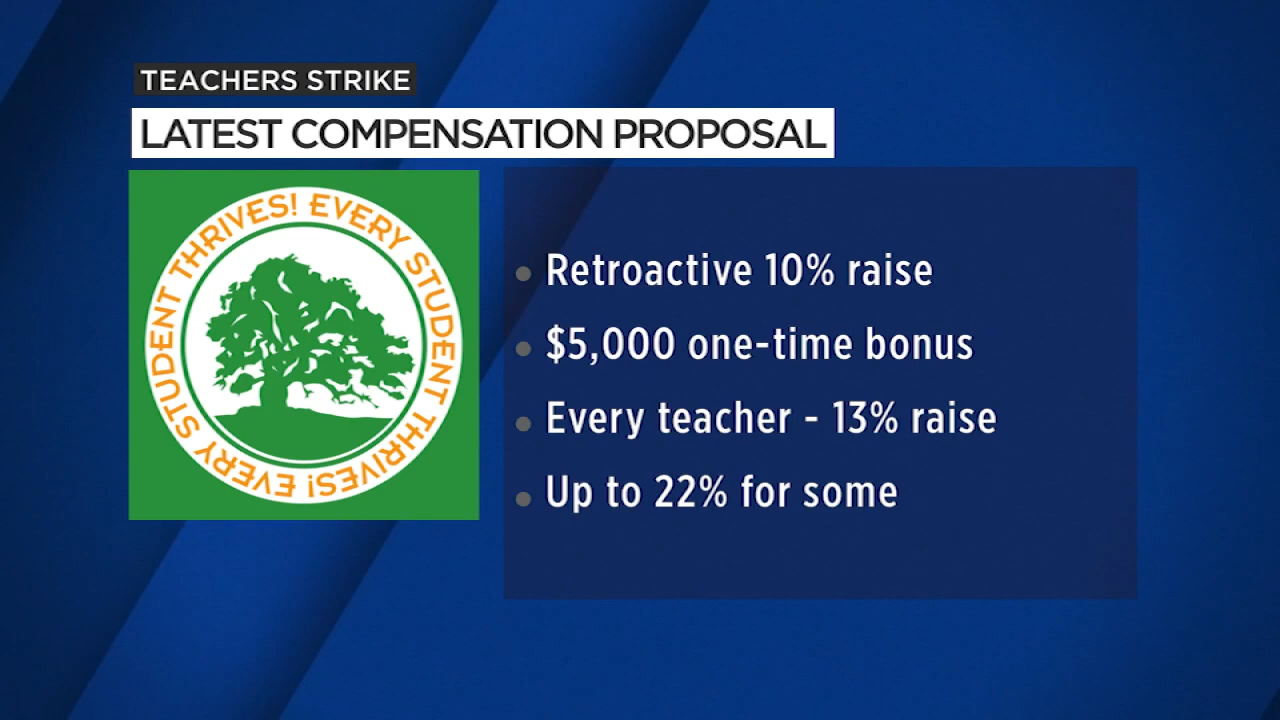 TEACHERS STRIKE
LATEST COMPENSATION PROPOSAL
EVERY STUDENT THRIVES! EVERY STUDENT THRIVES!
Retroactive 10% raise
$5,000 one-time bonus
Every teacher - 13% raise
Up to 22% for some